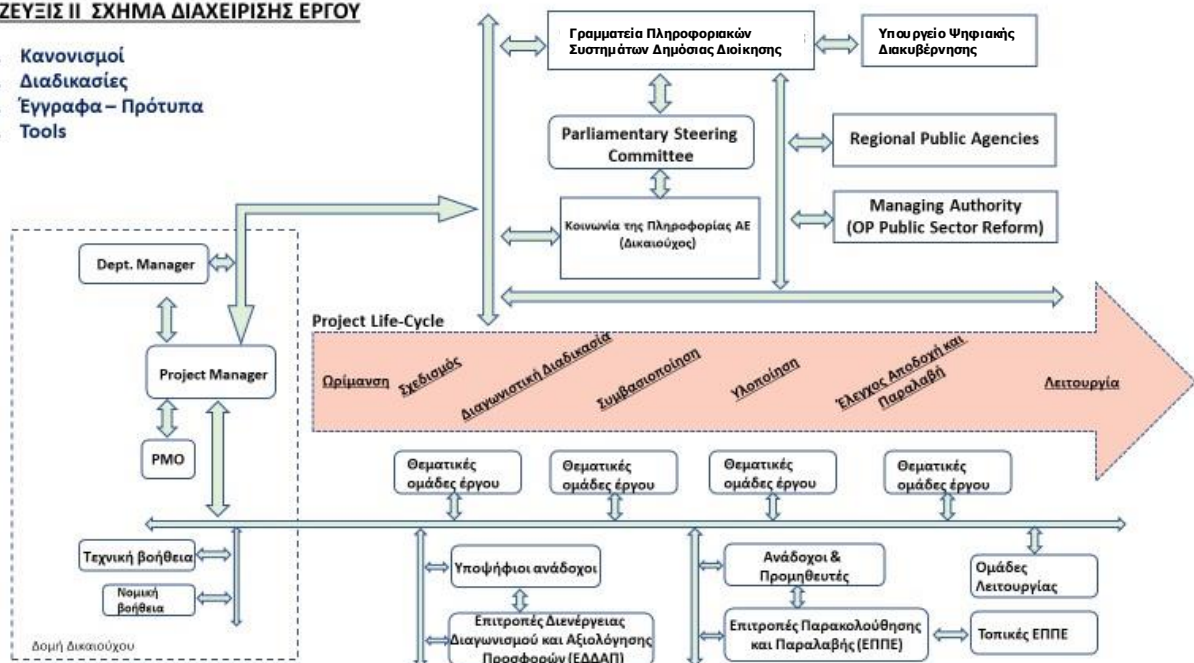 ΖΕΥΞΙΣ ΙΙ ΣΧΗΜΑ ΔΙΑΧΕΙΡΙΣΗΣ ΕΡΓΟΥ
Κανονισμοί
Διαδικασίες
Έγγραφα – Πρότυπα
Tools
Γραμματεία Πληροφοριακών
Συστημάτων Δημόσιας Διοίκησης
Υπουργείο Ψηφιακής
Διακυβέρνησης
Parliamentary Steering
Committee
Regional Public Agencies
Κοινωνία της Πληροφορίας ΑΕ
(Δικαιούχος)
Managing Authority
(OP Public Sector Reform)
Dept. Manager
Project Manager
PMO
Τεχνική βοήθεια
Νομική
βοήθεια
Δομή Δικαιούχου
Project Life-Cycle
Ωρίμανση
Σχεδισμός
Διαγωνιστική Διαδικασία
Συμβασιοποίηση
Υλοποίηση
Έλεγχος Αποδοχή και
Παραλαβή
Λειτουργία
Θεματικές
ομάδες έργου
Θεματικές
ομάδες έργου
Θεματικές
ομάδες έργου
Θεματικές
ομάδες έργου
Υποψήφιοι ανάδοχοι
Επιτροπές Διενέργειας
Διαγωνισμού και Αξιολόγησης
Προσφορών (ΕΔΔΑΠ)
Ανάδοχοι &
Προμηθευτές
Επιτροπές Παρακολούθησης
και Παραλαβής (ΕΠΠΕ)
Ομάδες
Λειτουργίας
Τοπικές ΕΠΠΕ